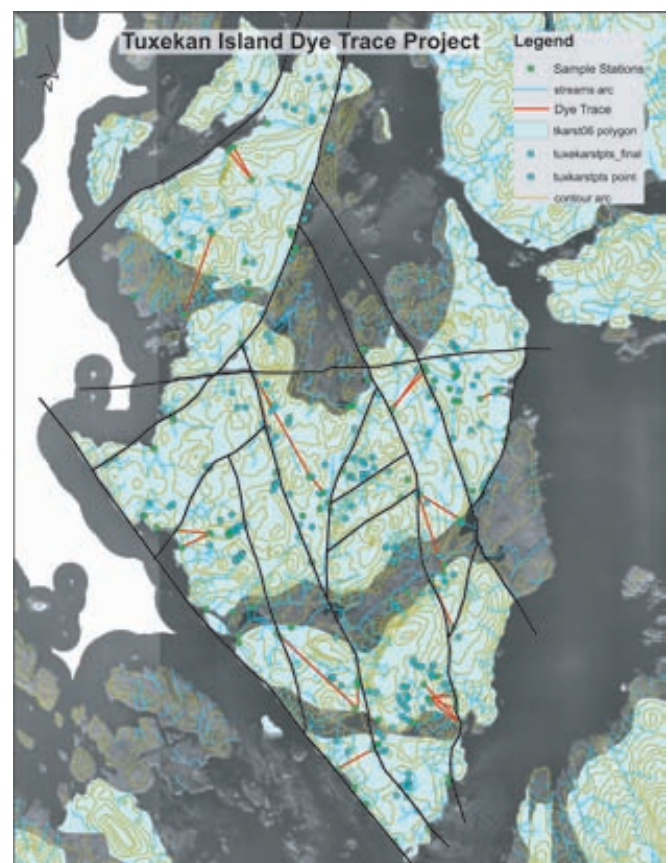 Tuxekan Island Dye Trace Project
Legend
Sample Stations
streams arc
Dye Trace
tkarst06 polygon
tuxekarstpts_final
tuxkarstpts point
contour arc